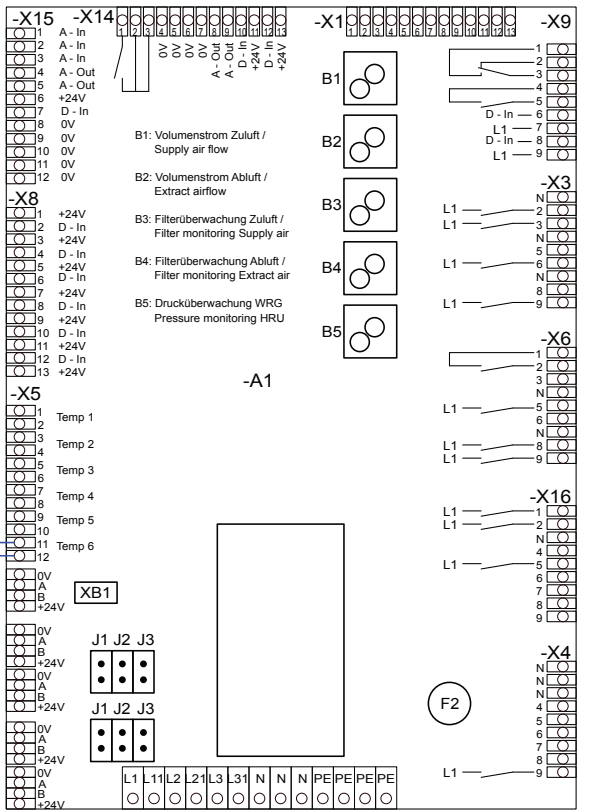 -X15
1 A - In
2 A - In
3 A - In
4 A - Out
5 A - Out
6 +24V
7 D - In
8 0V
9 0V
10 0V
11 0V
12 0V
-X14
1 2 3 4 5 6 7 8 9 10 11 12 13
0V
0V
0V
0V
A - Out
A - Out
D - In
+24V
D - In
+24V
-X1
1 2 3 4 5 6 7 8 9 10 11 12 13
-X9
1
2
3
4
5
D - In 6
L1 7
D - In 8
L1 9
B1
B2
B3
B4
B5
B1: Volumenstrom Zuluft /
Supply air flow
B2: Volumenstrom Abluft /
Extract airflow
B3: Filterüberwachung Zuluft /
Filter monitoring Supply air
B4: Filterüberwachung Abluft /
Filter monitoring Extract air
B5: Drucküberwachung WRG
Pressure monitoring HRU
-X8
1 +24V
2 D - In
3 +24V
4 D - In
5 +24V
6 D - In
7 +24V
8 D - In
9 +24V
10 D - In
11 +24V
12 D - In
13 +24V
-X3
N
L1 2
L1 3
N
5
L1 6
N
8
L1 9
-A1
-X6
1
2
3
N
L1 5
6
N
L1 8
L1 9
-X5
1
2
Temp 1
3
4
Temp 2
5
6
Temp 3
7
8
Temp 4
9
10
Temp 5
11
12
Temp 6
-X16
L1 1
L1 2
N
4
L1 5
6
7
8
9
0V
A
B
+24V
XB1
0V
A
B
+24V
0V
A
B
+24V
J1 J2 J3
0V
A
B
+24V
0V
A
B
+24V
J1 J2 J3
F2
-X4
N
N
N
4
5
6
7
8
L1 9
L1 L11 L2 L21 L3 L31 N N N PE PE PE PE